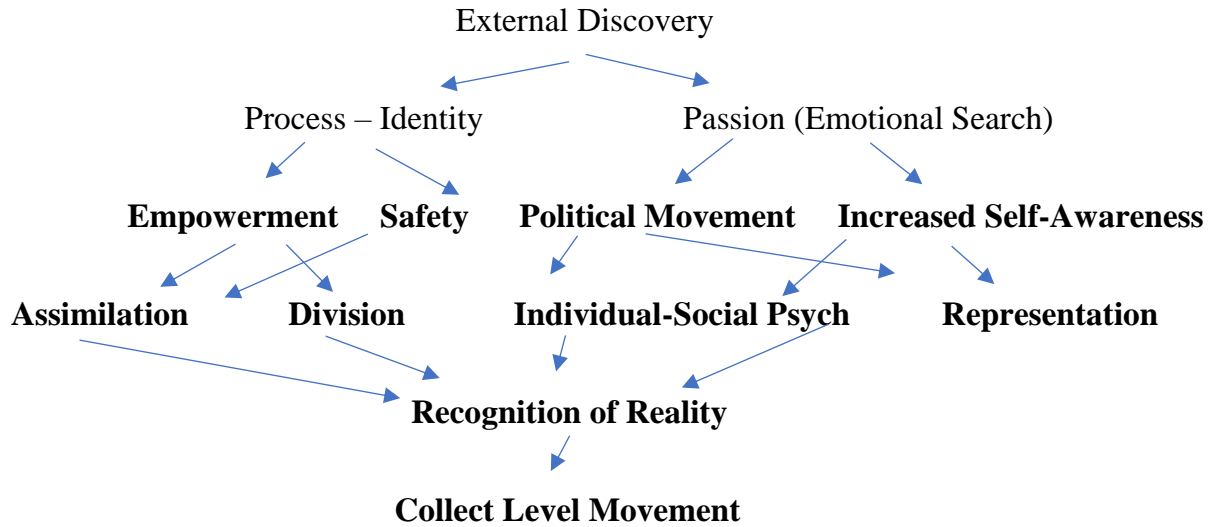 External Discovery
Process – Identity Passion (Emotional Search)
Empowerment Safety Political Movement Increased Self-Awareness
Assimilation Division Individual-Social Psych Representation
Recognition of Reality
Collect Level Movement